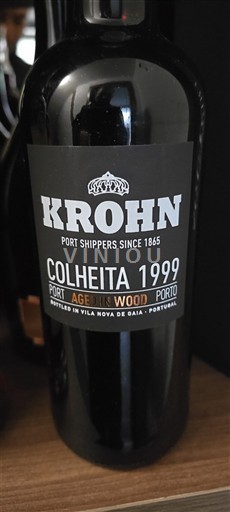 KROHN
PORT SHIPPERS SINCE 1865
VINIOU
COLHEITA 1999
PORT AGED IN WOOD PORTO
BOTTLED IN VILA NOVA DE GAIA - PORTUGAL